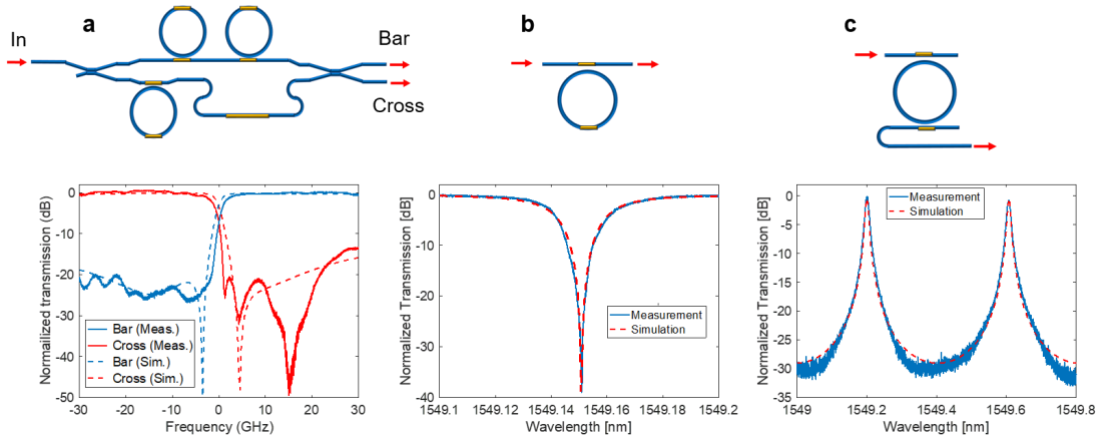 a
In
Bar
Cross
b
c
Normailzed transmission (dB)
0
-10
-20
-30
-40
-50
Bar (Meas.)
Cross (Meas.)
Bar (Sim.)
Cross (Sim.)
-30 -20 -10 0 10 20 30
Frequency (GHz)
Normalized Transmission [dB]
0
-10
-20
-30
-40
Measurement
Simulation
1549.1 1549.12 1549.14 1549.16 1549.18 1549.2
Wavelength [nm]
Normalized Transmission [dB]
0
-5
-10
-15
-20
-25
-30
-35
Measurement
Simulation
1549 1549.2 1549.4 1549.6 1549.8
Wavelength [nm]